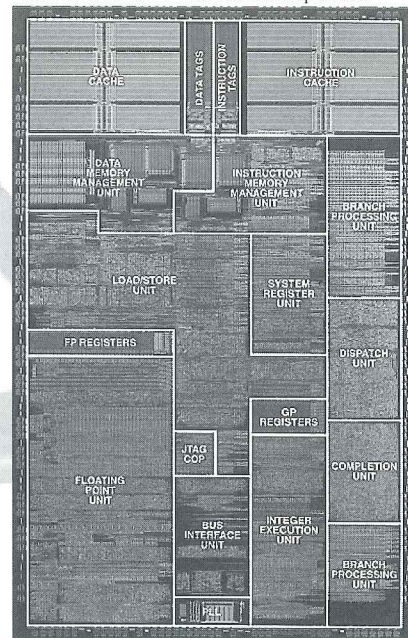 DATA
CACHE
DATA TAGS
INSTRUCTION
TAGS
INSTRUCTION
CACHE
DATA
MEMORY
MANAGEMENT
UNIT
INSTRUCTION
MEMORY
MANAGEMENT
UNIT
BRANCH
PROCESSING
UNIT
LOAD/STORE
UNIT
SYSTEM
REGISTER
UNIT
FP REGISTERS
DISPATCH
UNIT
GP
REGISTERS
JTAG
COP
FLOATING
POINT
UNIT
BUS
INTERFACE
UNIT
INTEGER
EXECUTION
UNIT
COMPLETION
UNIT
BRANCH
PROCESSING
UNIT
PLL